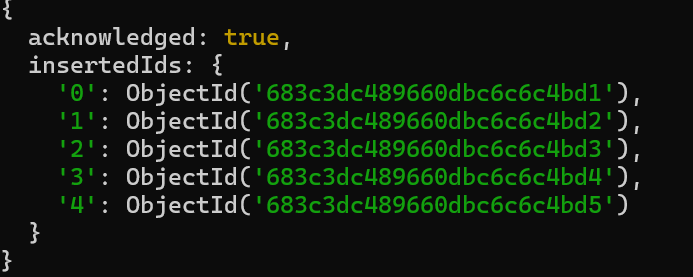 {
  acknowledged: true,
  insertedIds: {
    '0': ObjectId('683c3dc489660dbc6c6c4bd1'),
    '1': ObjectId('683c3dc489660dbc6c6c4bd2'),
    '2': ObjectId('683c3dc489660dbc6c6c4bd3'),
    '3': ObjectId('683c3dc489660dbc6c6c4bd4'),
    '4': ObjectId('683c3dc489660dbc6c6c4bd5')
  }
}